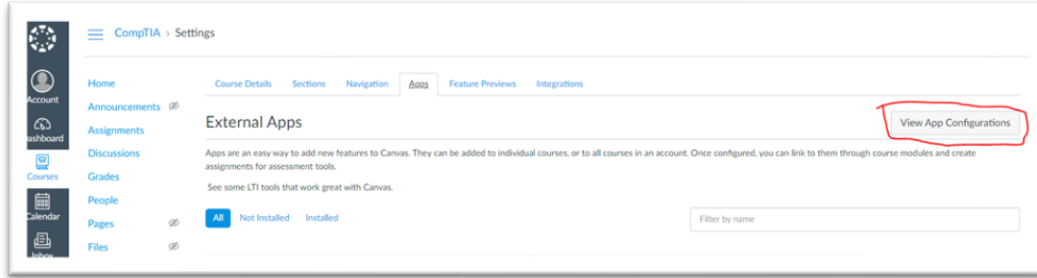 CompTIA > Settings
Account
Dashboard
Courses
Calendar
Inbox
Home
Announcements
Assignments
Discussions
Grades
People
Pages
Files
Course Details Sections Navigation Apps Feature Previews Integrations
External Apps
View App Configurations
Apps are an easy way to add new features to Canvas. They can be added to individual courses, or to all courses in an account. Once configured, you can link to them through course modules and create
assignments for assessment tools.
See some LTI tools that work great with Canvas.
All Not Installed Installed
Filter by name